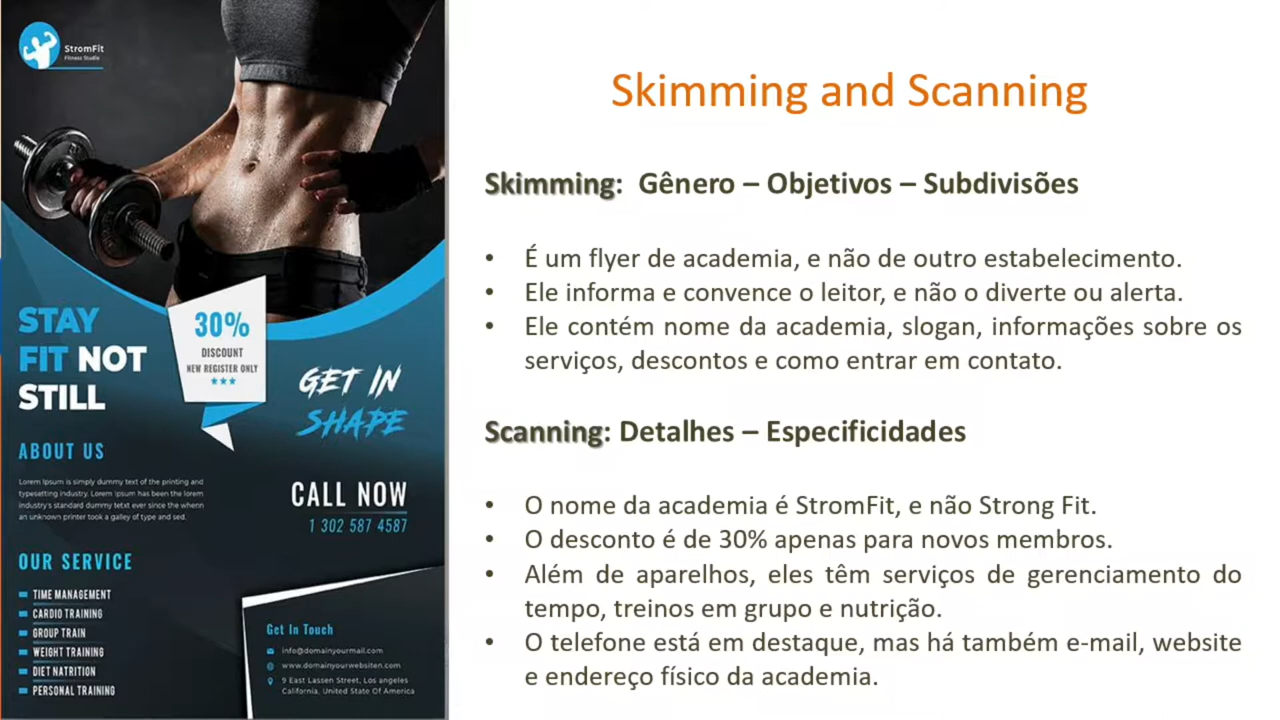 StromFit
Fitness Studio
STAY
FIT NOT
STILL
30%
DISCOUNT
NEW REGISTER ONLY
GET IN
SHAPE
ABOUT US
Lorem Ipsum is simply dummy text of the printing and
typesetting industry. Lorem Ipsum has been the lorem
industry's standard dummy tetxt ever since the whenn
an unknown printer took a galley of type and sed.
CALL NOW
1 302 587 4587
OUR SERVICE
TIME MANAGEMENT
CARDIO TRAINING
GROUP TRAIN
WEIGHT TRAINING
DIET NATRITION
PERSONAL TRAINING
Get In Touch
info@domainyourmail.com
www.domainyourwebsiten.com
9 East Lassen Street, Los Angeles
California, United State Of America
Skimming and Scanning
Skimming: Gênero – Objetivos – Subdivisões
• É um flyer de academia, e não de outro estabelecimento.
• Ele informa e convence o leitor, e não o diverte ou alerta.
• Ele contém nome da academia, slogan, informações sobre os
serviços, descontos e como entrar em contato.
Scanning: Detalhes – Especificidades
• O nome da academia é StromFit, e não Strong Fit.
• O desconto é de 30% apenas para novos membros.
• Além de aparelhos, eles têm serviços de gerenciamento do
tempo, treinos em grupo e nutrição.
• O telefone está em destaque, mas há também e-mail, website
e endereço físico da academia.